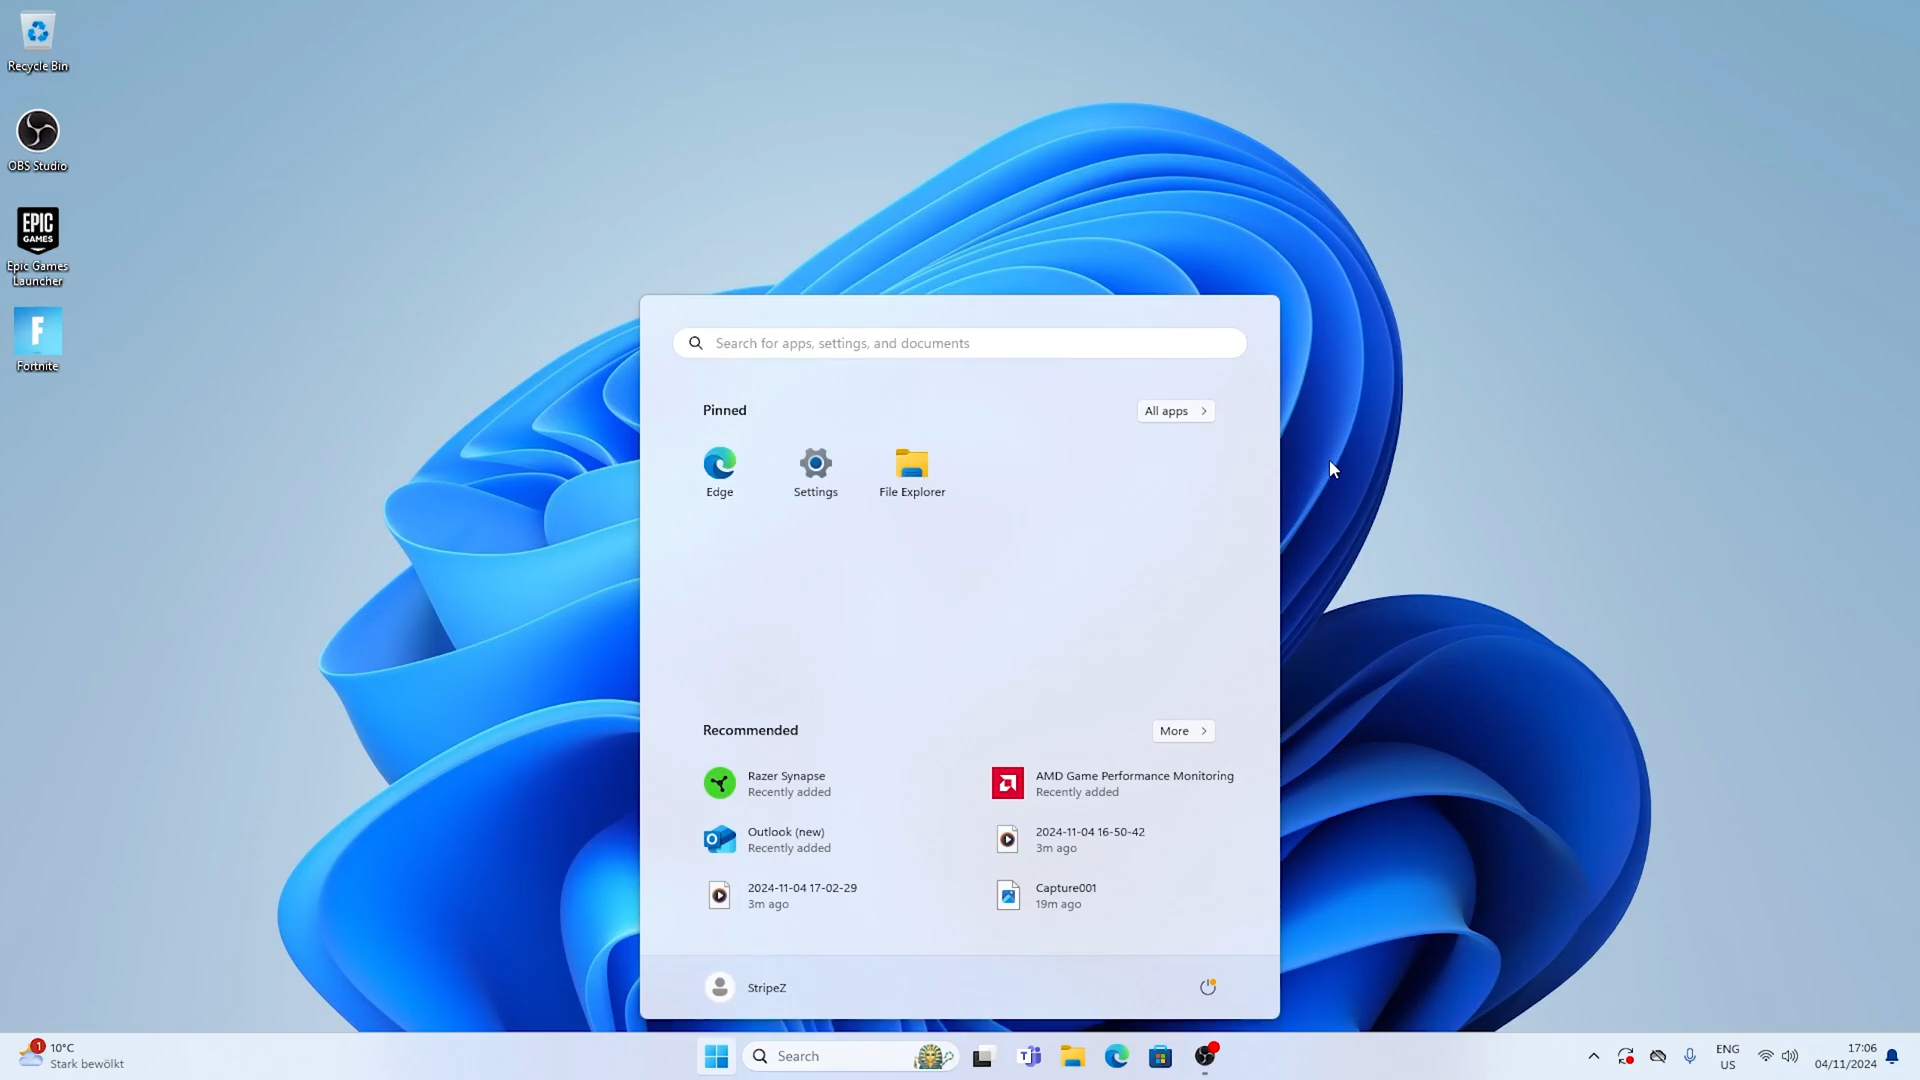 Recycle Bin
OBS Studio
EPIC
GAMES
Epic Games
Launcher
F
Fortnite
Search for apps, settings, and documents
Pinned
All apps
Edge
Settings
File Explorer
Recommended
More
Razer Synapse
Recently added
AMD Game Performance Monitoring
Recently added
Outlook (new)
Recently added
2024-11-04 16-50-42
3m ago
2024-11-04 17-02-29
3m ago
Capture001
19m ago
StripeZ
1
10°C
Stark bewölkt
Search
ENG
US
17:06
04/11/2024